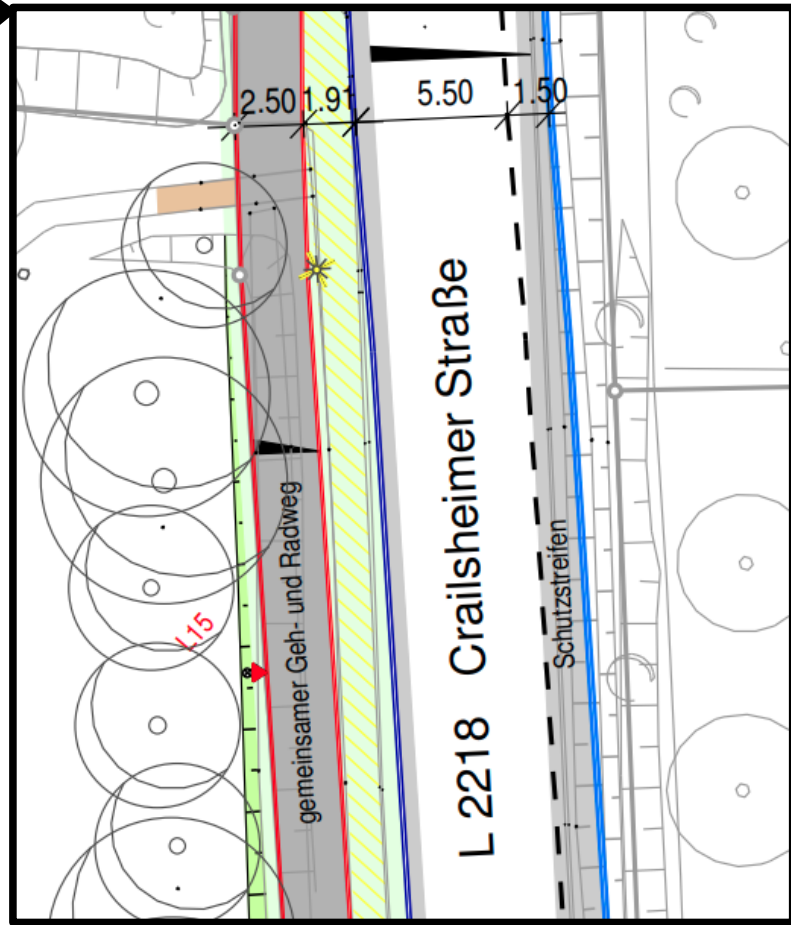 2.50 1.91 5.50 1.50
L 2218 Crailsheimer Straße
Schutzstreifen
gemeinsamer Geh- und Radweg
L15